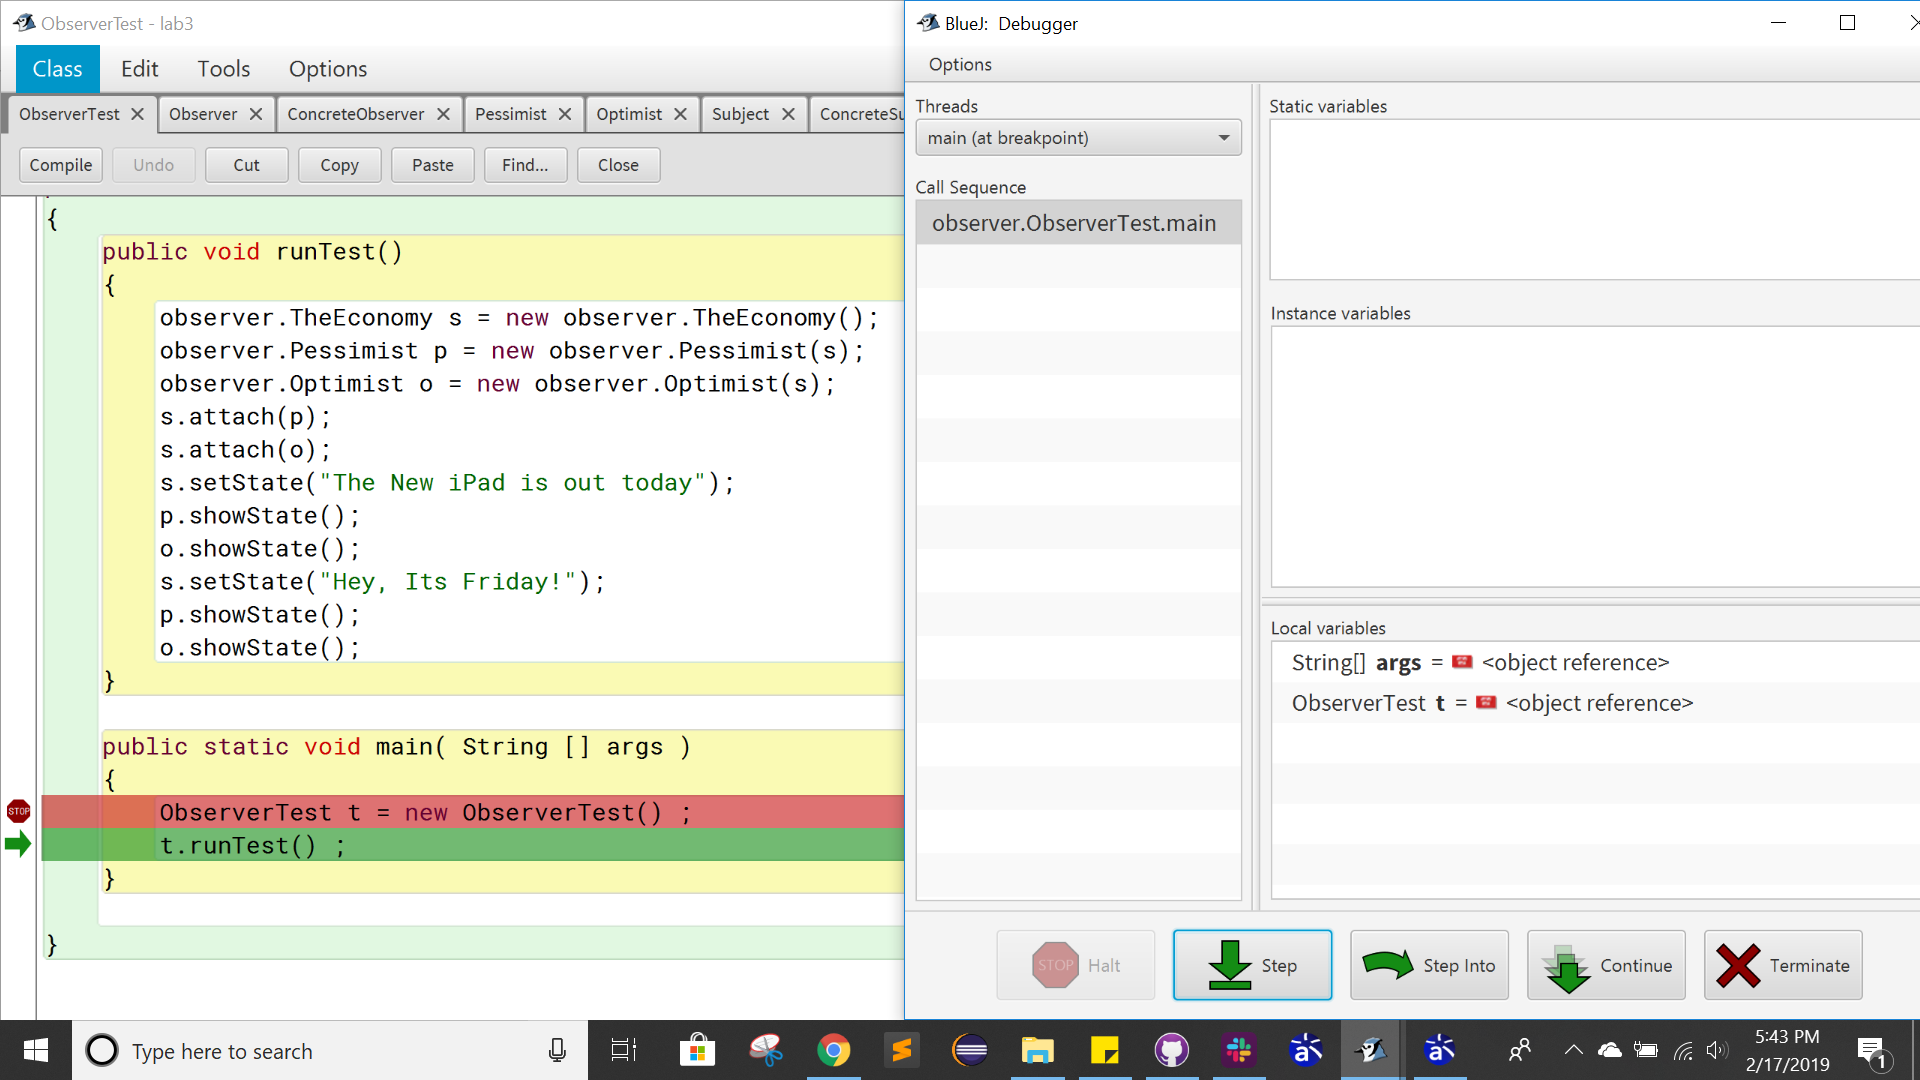 ObserverTest - lab3
Class Edit Tools Options
ObserverTest Observer ConcreteObserver Pessimist Optimist Subject ConcreteSu
Compile Undo Cut Copy Paste Find... Close
{
public void runTest()
{
observer.TheEconomy s = new observer.TheEconomy();
observer.Pessimist p = new observer.Pessimist(s);
observer.Optimist o = new observer.Optimist(s);
s.attach(p);
s.attach(o);
s.setState("The New iPad is out today");
p.showState();
o.showState();
s.setState("Hey, Its Friday!");
p.showState();
o.showState();
}
public static void main( String [] args )
{
STOP
ObserverTest t = new ObserverTest() ;
t.runTest() ;
}
}
BlueJ: Debugger
Options
Threads
main (at breakpoint)
Call Sequence
observer.ObserverTest.main
Static variables
Instance variables
Local variables
String[] args = <object reference>
ObserverTest t = <object reference>
STOP Halt Step Step Into Continue Terminate
Type here to search
5:43 PM
2/17/2019
1